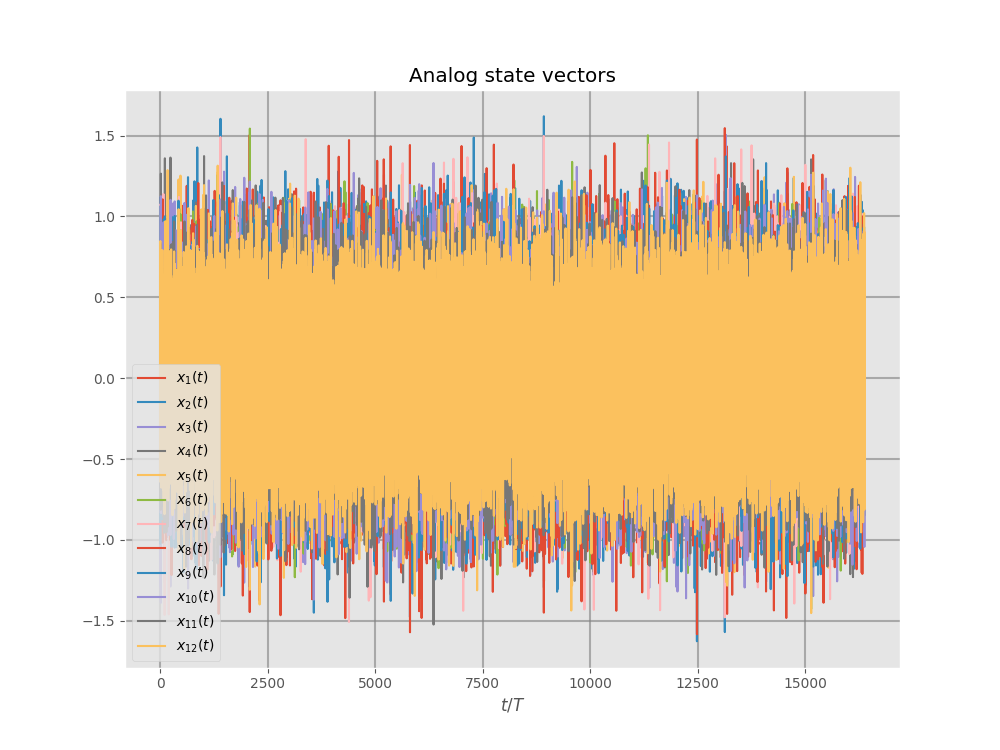 Analog state vectors
1.5
1.0
0.5
0.0
−0.5
−1.0
−1.5
x₁(t)
x₂(t)
x₃(t)
x₄(t)
x₅(t)
x₆(t)
x₇(t)
x₈(t)
x₉(t)
x₁₀(t)
x₁₁(t)
x₁₂(t)
0 2500 5000 7500 10000 12500 15000
t/T